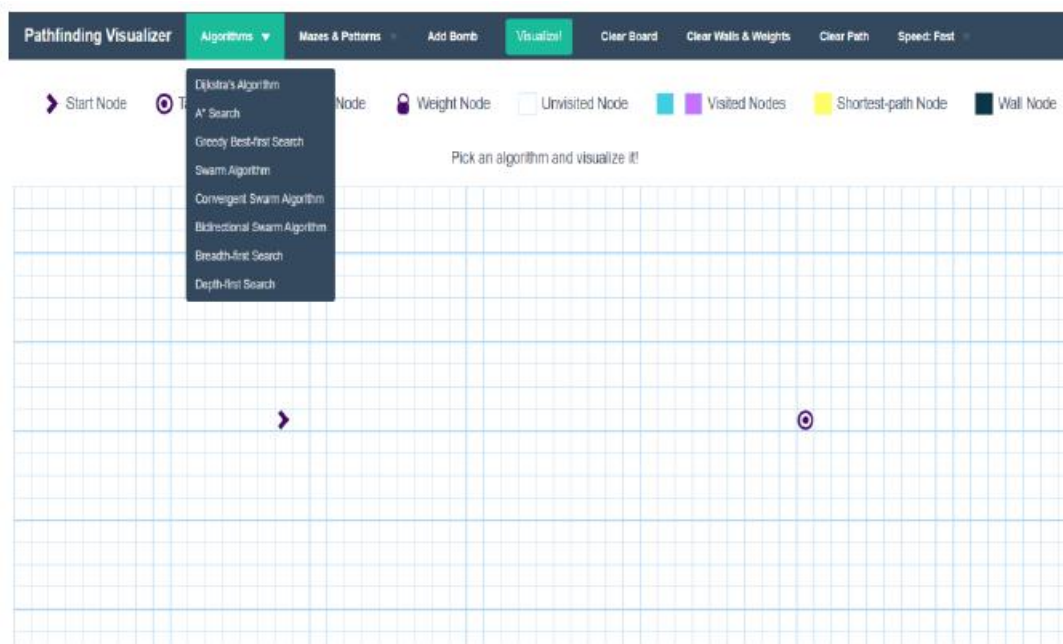 Pathfinding Visualizer Algorithms Mazes & Patterns Add Bomb Visualize! Clear Board Clear Walls & Weights Clear Path Speed: Fast
Dijkstra's Algorithm
A* Search
Greedy Best-first Search
Swarm Algorithm
Convergent Swarm Algorithm
Bidirectional Swarm Algorithm
Breadth-first Search
Depth-first Search
Start Node Node Weight Node Unvisited Node Visited Nodes Shortest-path Node Wall Node
Pick an algorithm and visualize it!